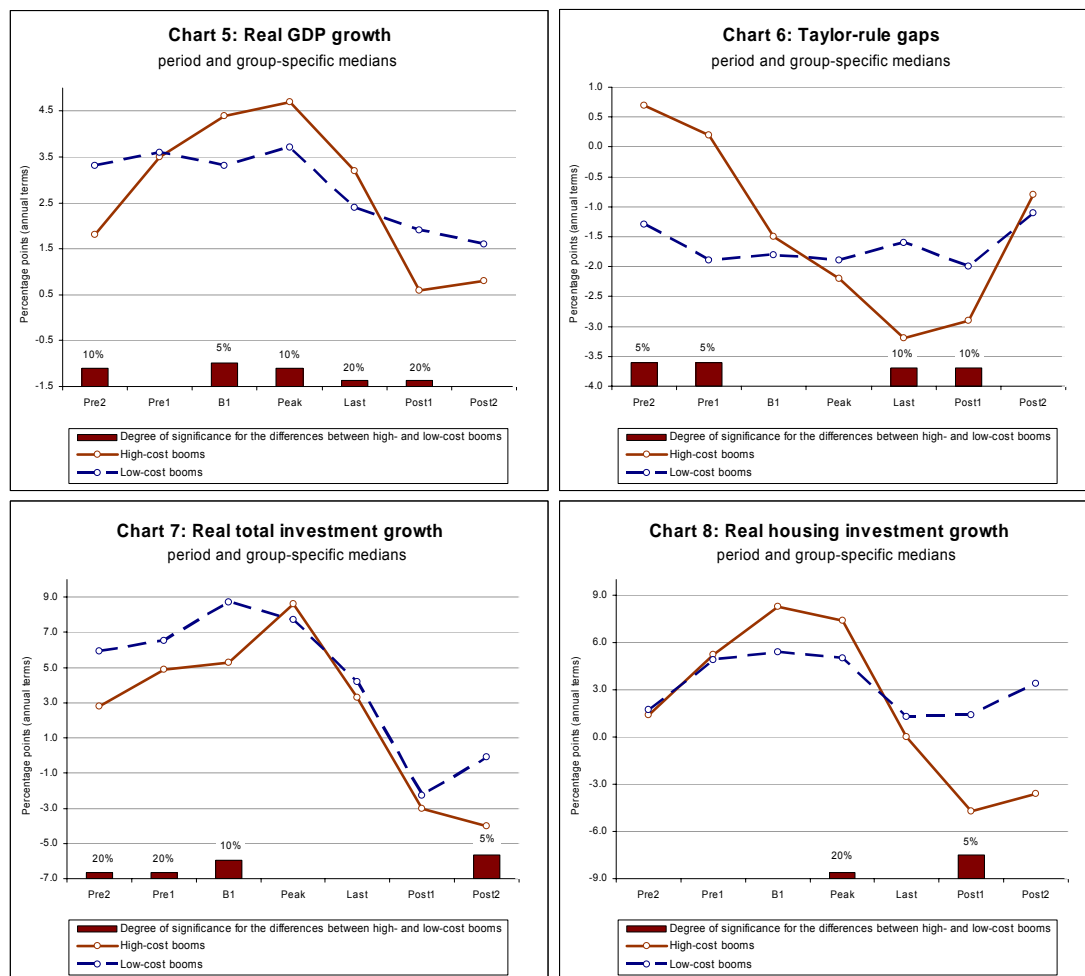 Chart 5: Real GDP growth
period and group-specific medians
Percentage points (annual terms)
4.5
3.5
2.5
1.5
0.5
-0.5
-1.5
10%
5%
10%
20%
20%
Pre2 Pre1 B1 Peak Last Post1 Post2
Degree of significance for the differences between high- and low-cost booms
High-cost booms
Low-cost booms
Chart 6: Taylor-rule gaps
period and group-specific medians
Percentage points (annual terms)
1.0
0.5
0.0
-0.5
-1.0
-1.5
-2.0
-2.5
-3.0
-3.5
-4.0
5%
5%
10%
10%
Pre2 Pre1 B1 Peak Last Post1 Post2
Degree of significance for the differences between high- and low-cost booms
High-cost booms
Low-cost booms
Chart 7: Real total investment growth
period and group-specific medians
Percentage points (annual terms)
9.0
7.0
5.0
3.0
1.0
-1.0
-3.0
-5.0
-7.0
20%
20%
10%
5%
Pre2 Pre1 B1 Peak Last Post1 Post2
Degree of significance for the differences between high- and low-cost booms
High-cost booms
Low-cost booms
Chart 8: Real housing investment growth
period and group-specific medians
Percentage points (annual terms)
9.0
6.0
3.0
0.0
-3.0
-6.0
-9.0
20%
5%
Pre2 Pre1 B1 Peak Last Post1 Post2
Degree of significance for the differences between high- and low-cost booms
High-cost booms
Low-cost booms